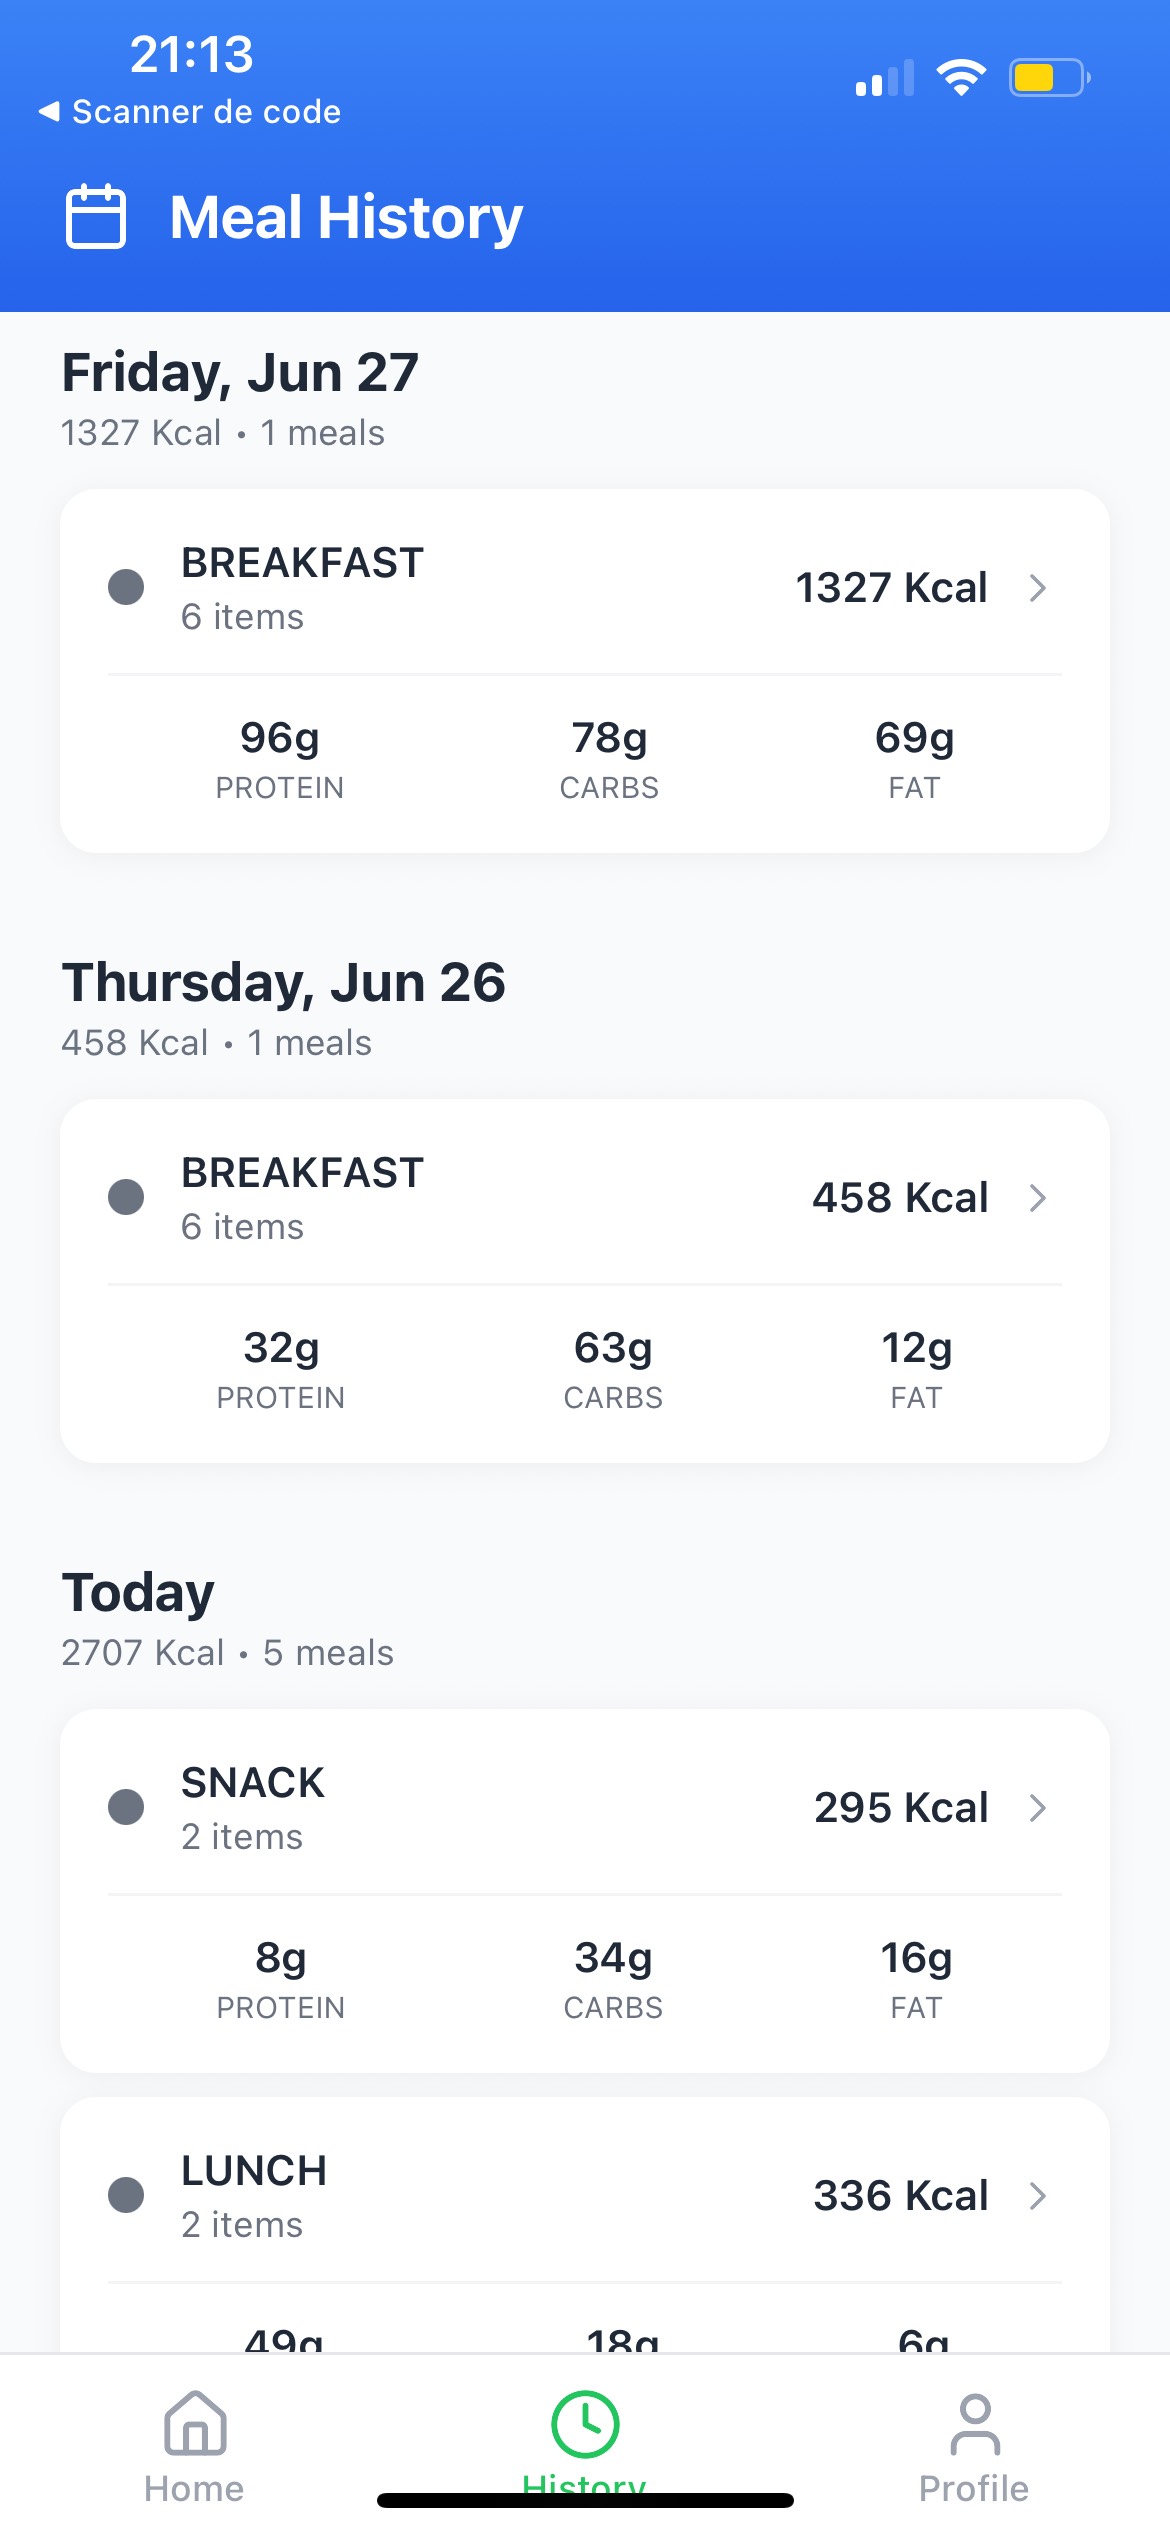 21:13
◀ Scanner de code
Meal History
Friday, Jun 27
1327 Kcal • 1 meals
BREAKFAST
6 items
1327 Kcal
96g
PROTEIN
78g
CARBS
69g
FAT
Thursday, Jun 26
458 Kcal • 1 meals
BREAKFAST
6 items
458 Kcal
32g
PROTEIN
63g
CARBS
12g
FAT
Today
2707 Kcal • 5 meals
SNACK
2 items
295 Kcal
8g
PROTEIN
34g
CARBS
16g
FAT
LUNCH
2 items
336 Kcal
49g
18g
6g
Home
History
Profile